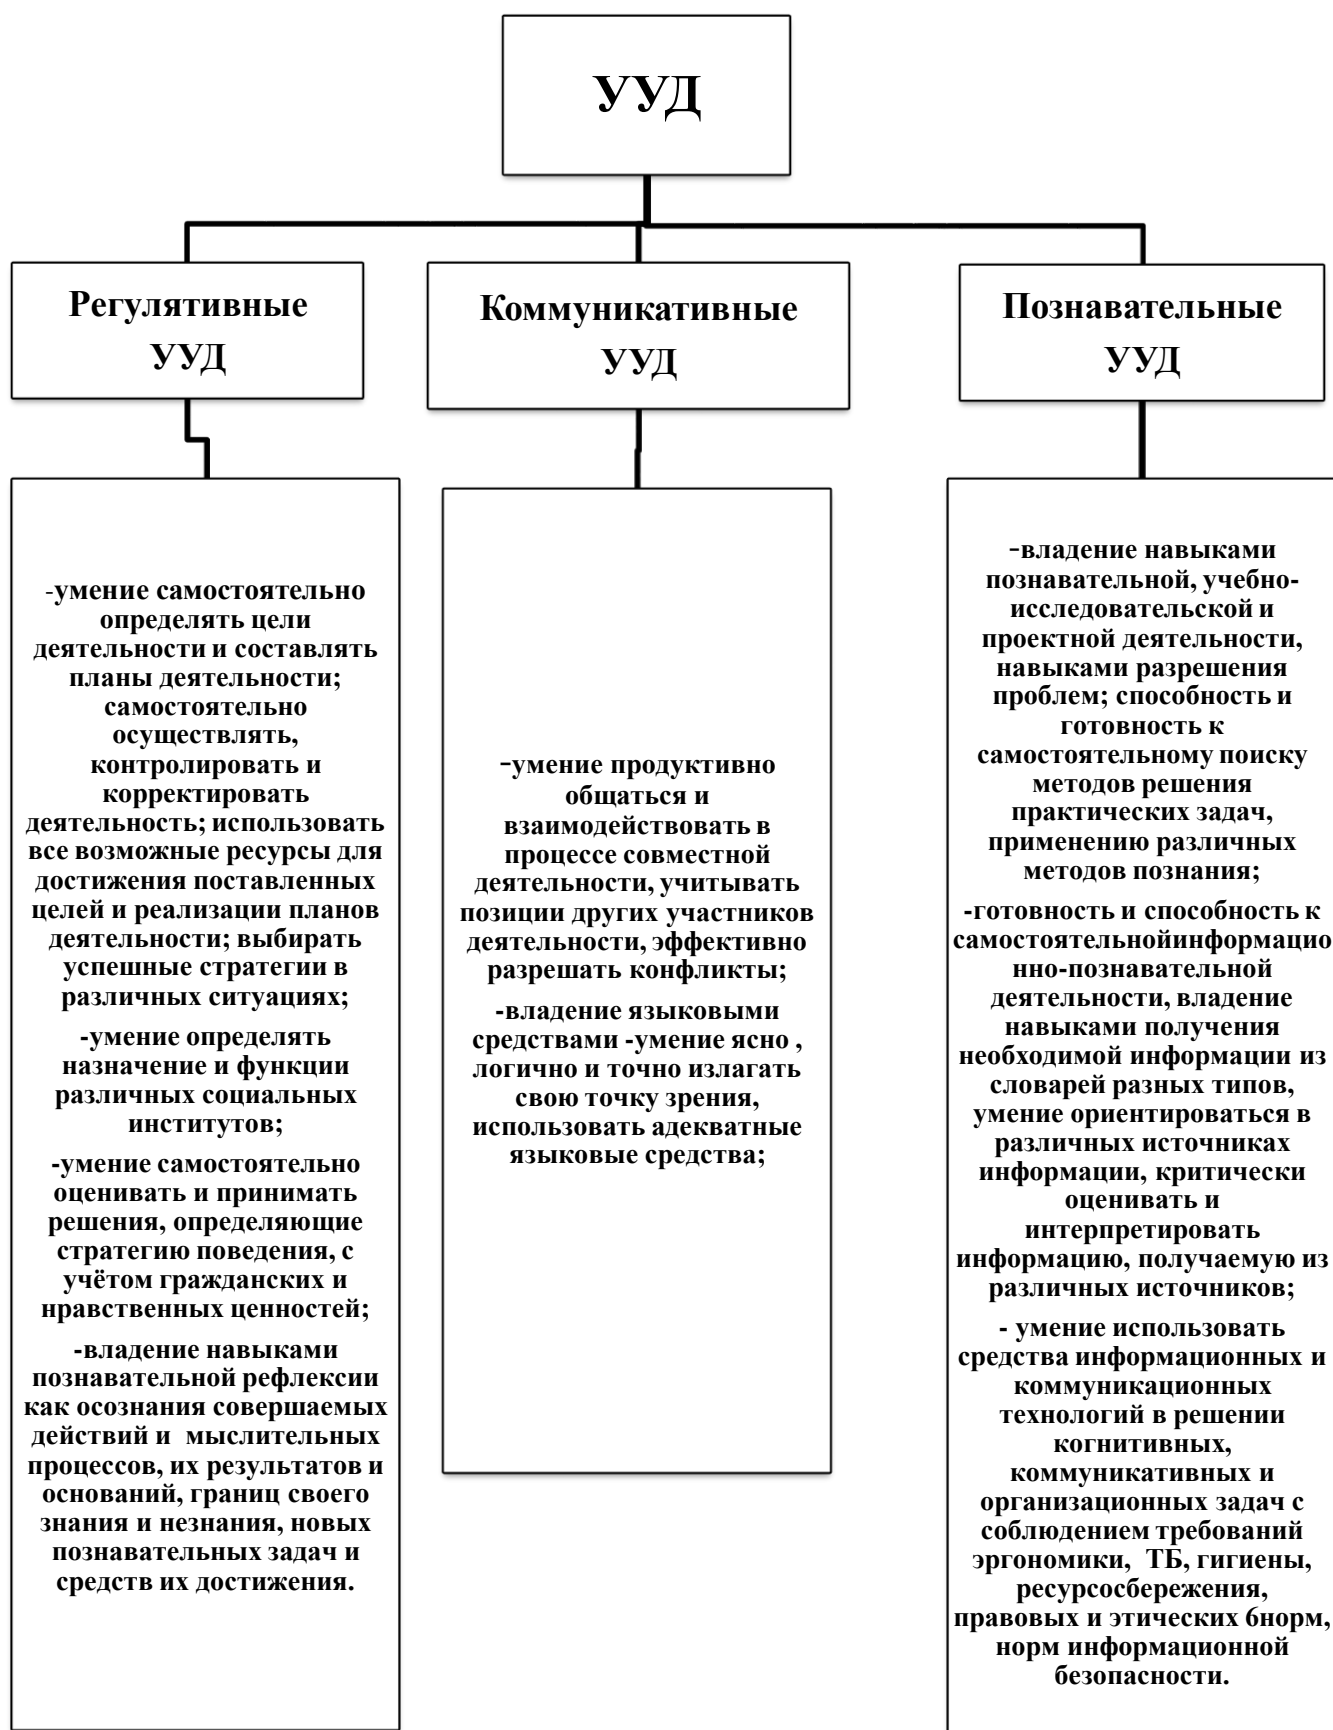 УУД
Регулятивные
УУД
Коммуникативные
УУД
Познавательные
УУД
-умение самостоятельно
определять цели
деятельности и составлять
планы деятельности;
самостоятельно
осуществлять,
контролировать и
корректировать
деятельность; использовать
все возможные ресурсы для
достижения поставленных
целей и реализации планов
деятельности; выбирать
успешные стратегии в
различных ситуациях;
-умение определять
назначение и функции
различных социальных
институтов;
-умение самостоятельно
оценивать и принимать
решения, определяющие
стратегию поведения, с
учётом гражданских и
нравственных ценностей;
-владение навыками
познавательной рефлексии
как осознания совершаемых
действий и мыслительных
процессов, их результатов и
оснований, границ своего
знания и незнания, новых
познавательных задач и
средств их достижения.
-умение продуктивно
общаться и
взаимодействовать в
процессе совместной
деятельности, учитывать
позиции других участников
деятельности, эффективно
разрешать конфликты;
-владение языковыми
средствами -умение ясно ,
логично и точно излагать
свою точку зрения,
использовать адекватные
языковые средства;
-владение навыками
познавательной, учебно-
исследовательской и
проектной деятельности,
навыками разрешения
проблем; способность и
готовность к
самостоятельному поиску
методов решения
практических задач,
применению различных
методов познания;
-готовность и способность к
самостоятельнойинформацио
нно-познавательной
деятельности, владение
навыками получения
необходимой информации из
словарей разных типов,
умение ориентироваться в
различных источниках
информации, критически
оценивать и
интерпретировать
информацию, получаемую из
различных источников;
- умение использовать
средства информационных и
коммуникационных
технологий в решении
когнитивных,
коммуникативных и
организационных задач с
соблюдением требований
эргономики, ТБ, гигиены,
ресурсосбережения,
правовых и этических 6норм,
норм информационной
безопасности.